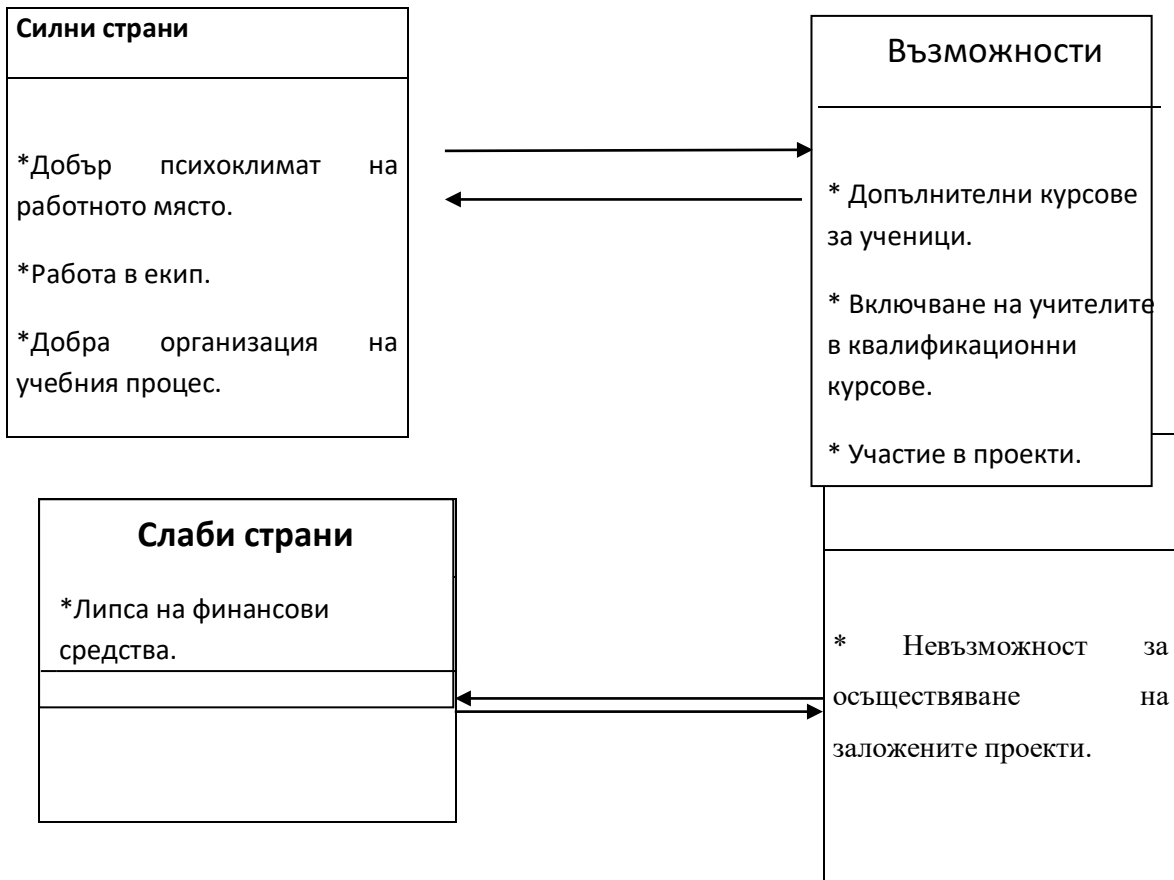 Силни страни
*Добър психоклимат на
работното място.
*Работа в екип.
*Добра организация на
учебния процес.
Възможности
* Допълнителни курсове
за ученици.
* Включване на учителите
в квалификационни
курсове.
* Участие в проекти.
Слаби страни
*Липса на финансови
средства.
* Невъзможност за
осъществяване на
заложените проекти.